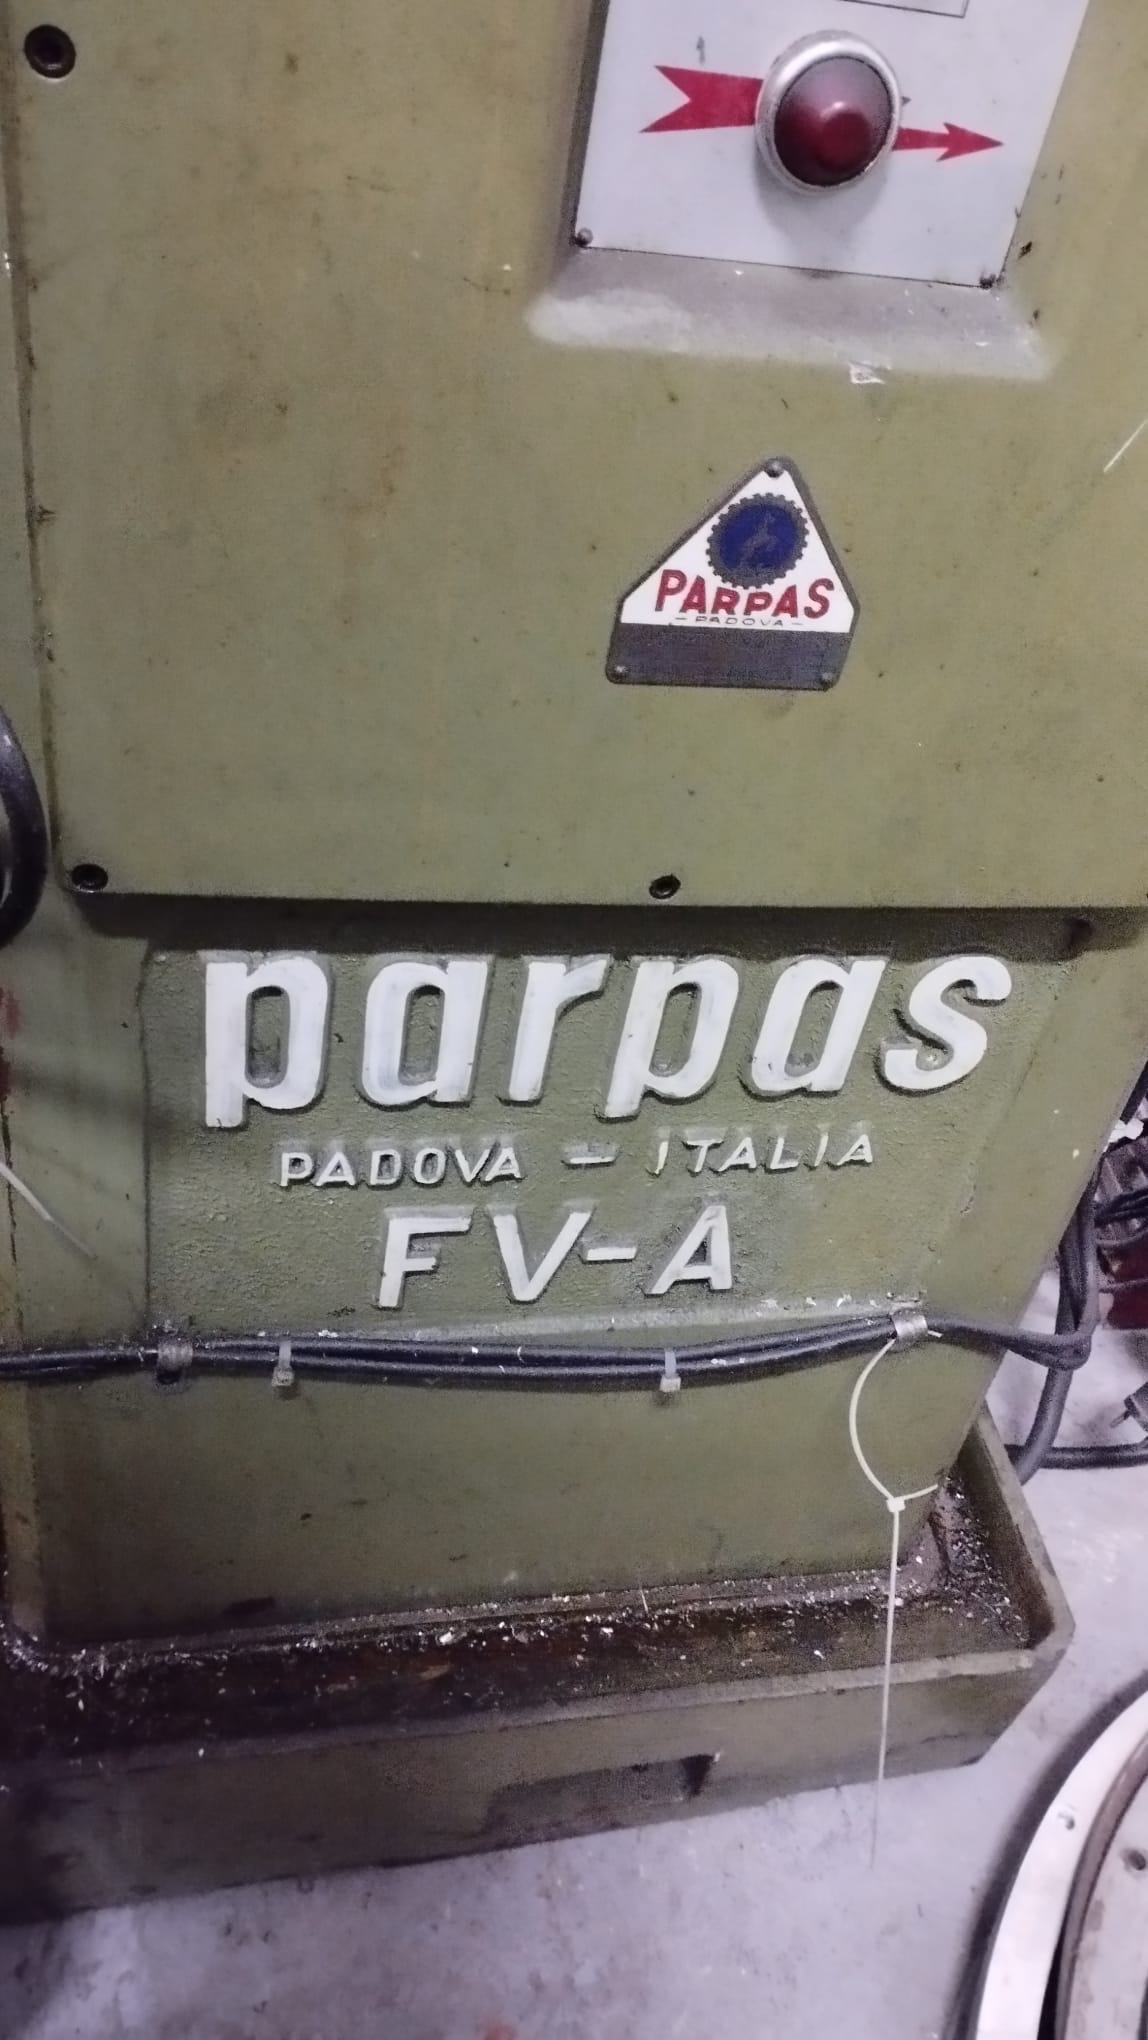 PARPAS
- PADOVA -
parpas
PADOVA - ITALIA
FV-A